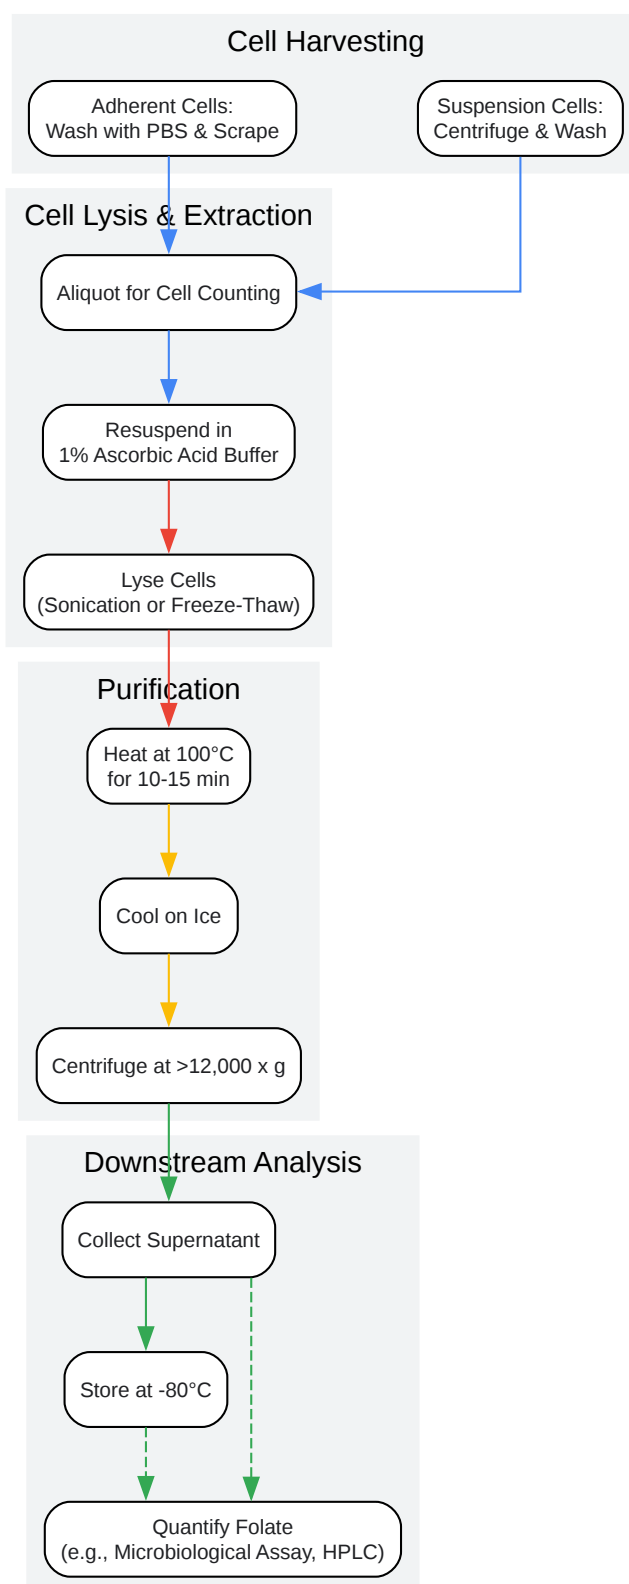 Cell Harvesting
Adherent Cells:
Wash with PBS & Scrape
Suspension Cells:
Centrifuge & Wash
Cell Lysis & Extraction
Aliquot for Cell Counting
Resuspend in
1% Ascorbic Acid Buffer
Lyse Cells
(Sonication or Freeze-Thaw)
Purification
Heat at 100°C
for 10-15 min
Cool on Ice
Centrifuge at >12,000 x g
Downstream Analysis
Collect Supernatant
Store at -80°C
Quantify Folate
(e.g., Microbiological Assay, HPLC)